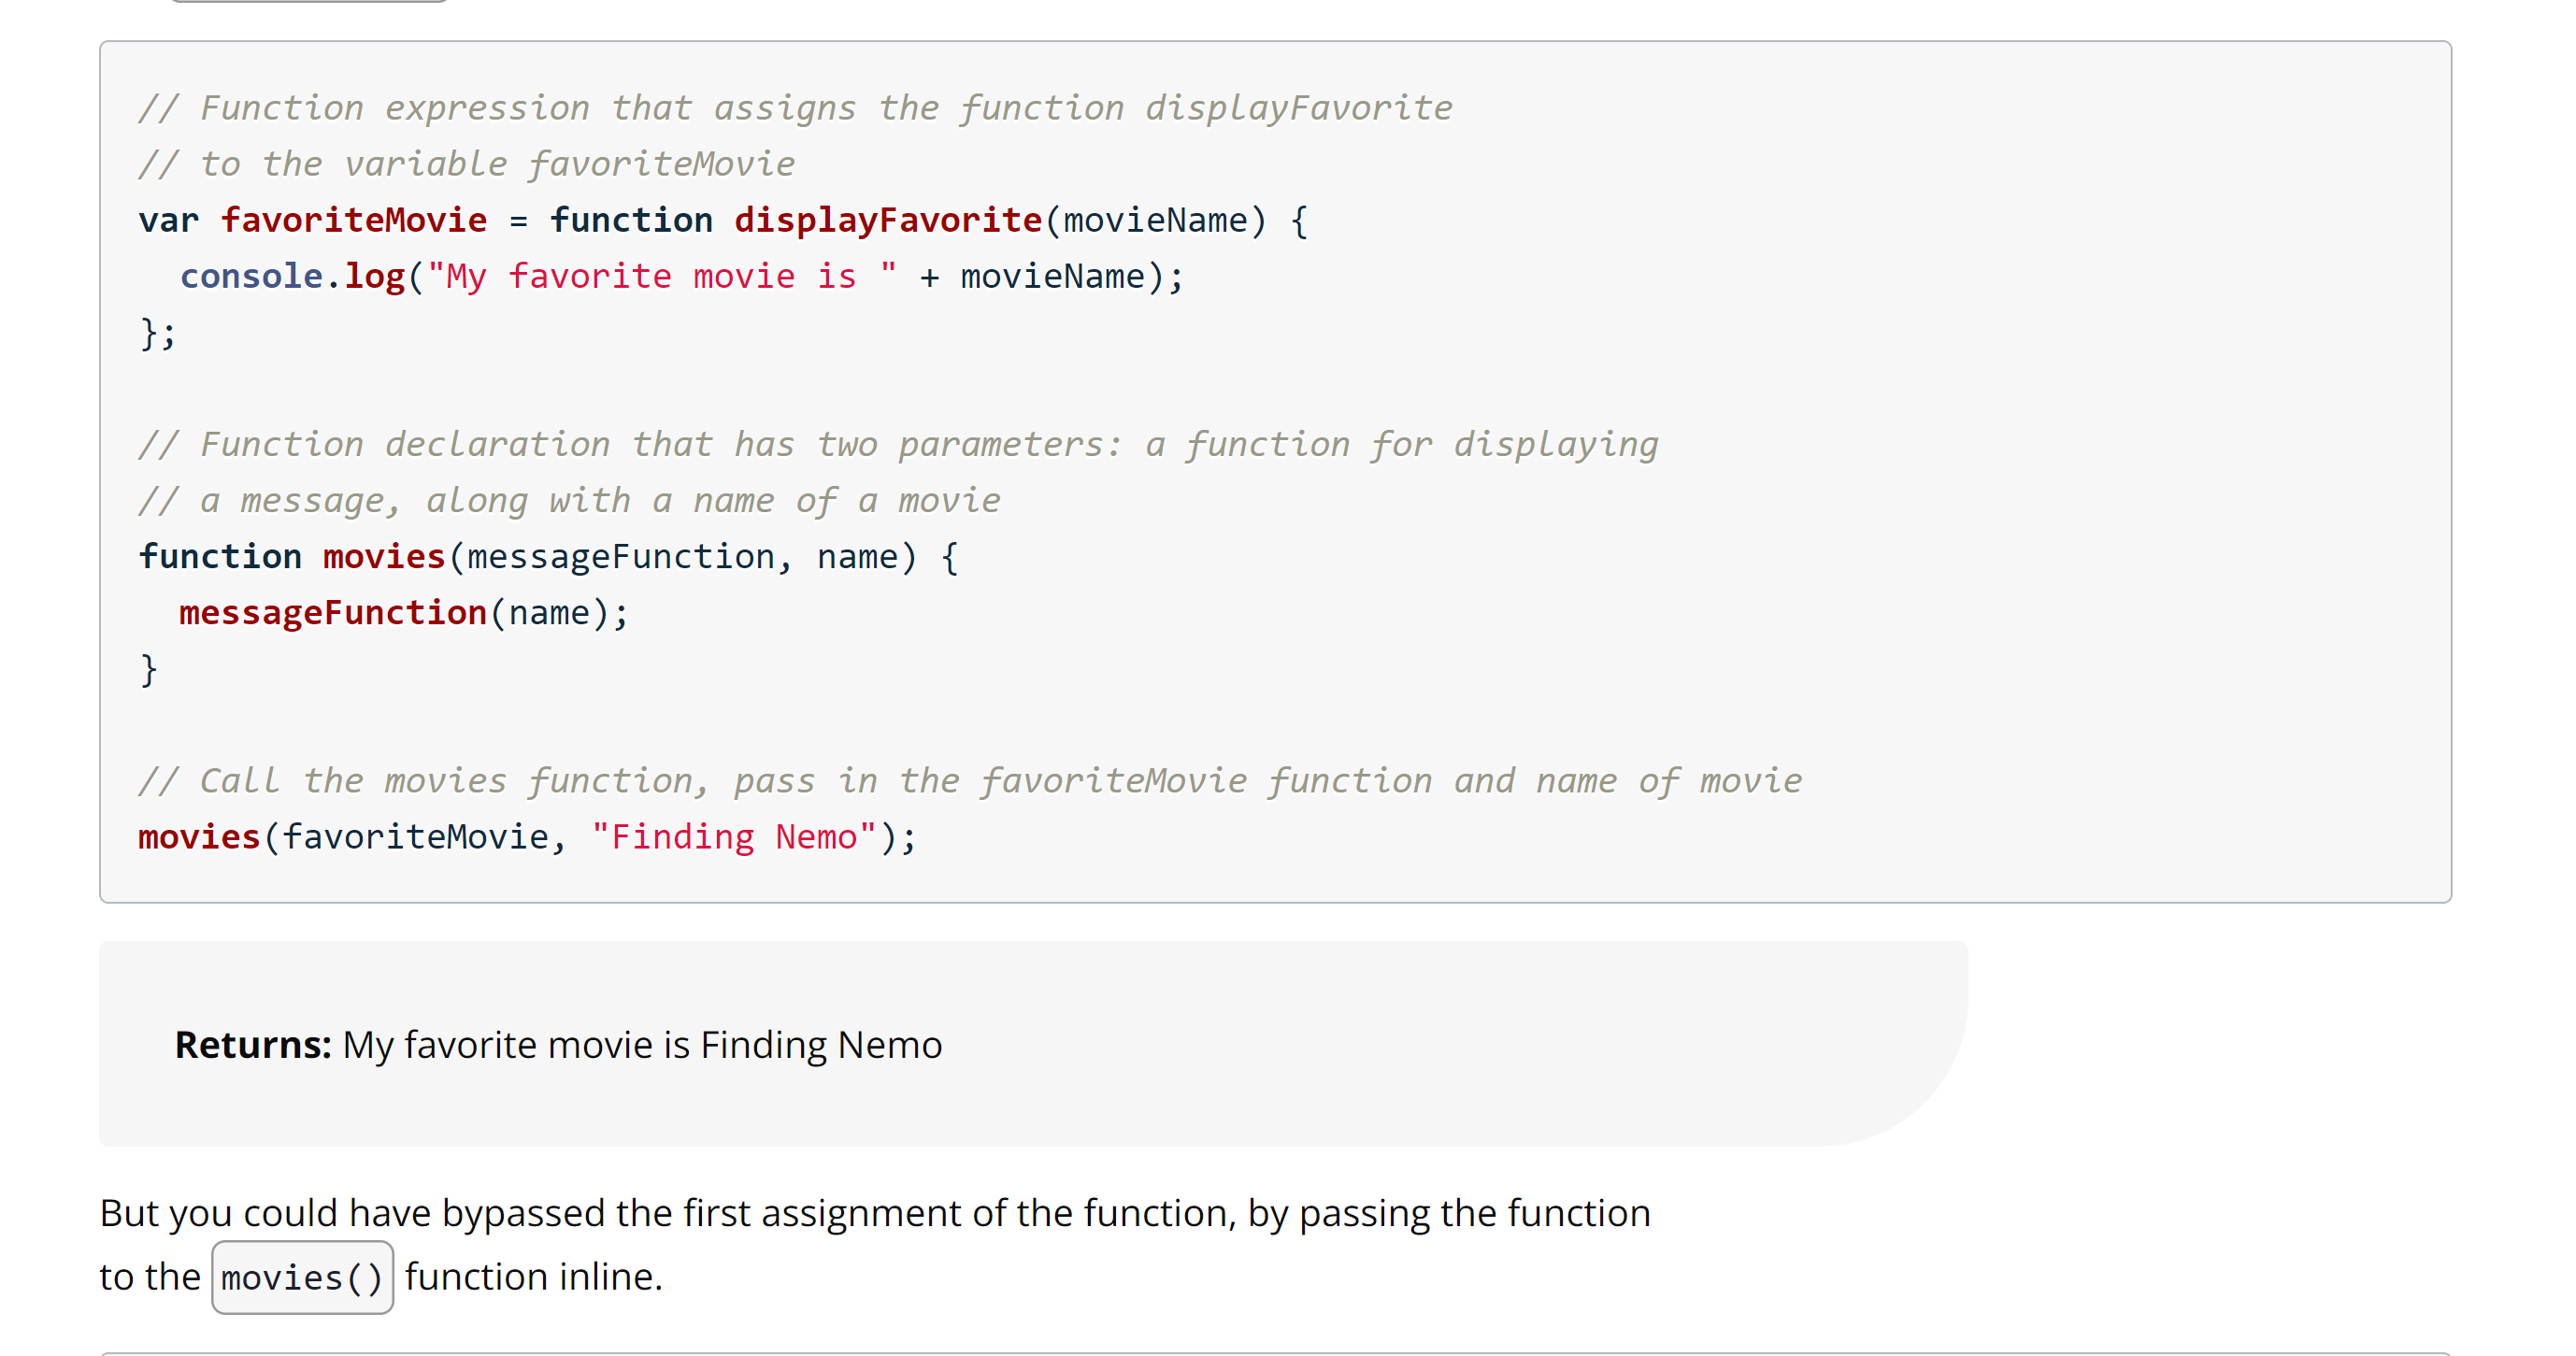 // Function expression that assigns the function displayFavorite
// to the variable favoriteMovie
var favoriteMovie = function displayFavorite(movieName) {
  console.log("My favorite movie is " + movieName);
};
// Function declaration that has two parameters: a function for displaying
// a message, along with a name of a movie
function movies(messageFunction, name) {
  messageFunction(name);
}
// Call the movies function, pass in the favoriteMovie function and name of movie
movies(favoriteMovie, "Finding Nemo");
Returns: My favorite movie is Finding Nemo
But you could have bypassed the first assignment of the function, by passing the function
to the movies() function inline.